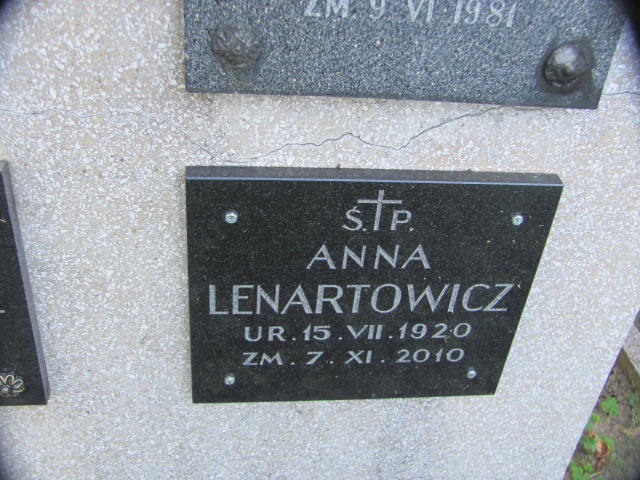 ZM. 9 VI 1981
Ś.P.
ANNA
LENARTOWICZ
UR. 15. VII. 1920
ZM. 7. XI. 2010